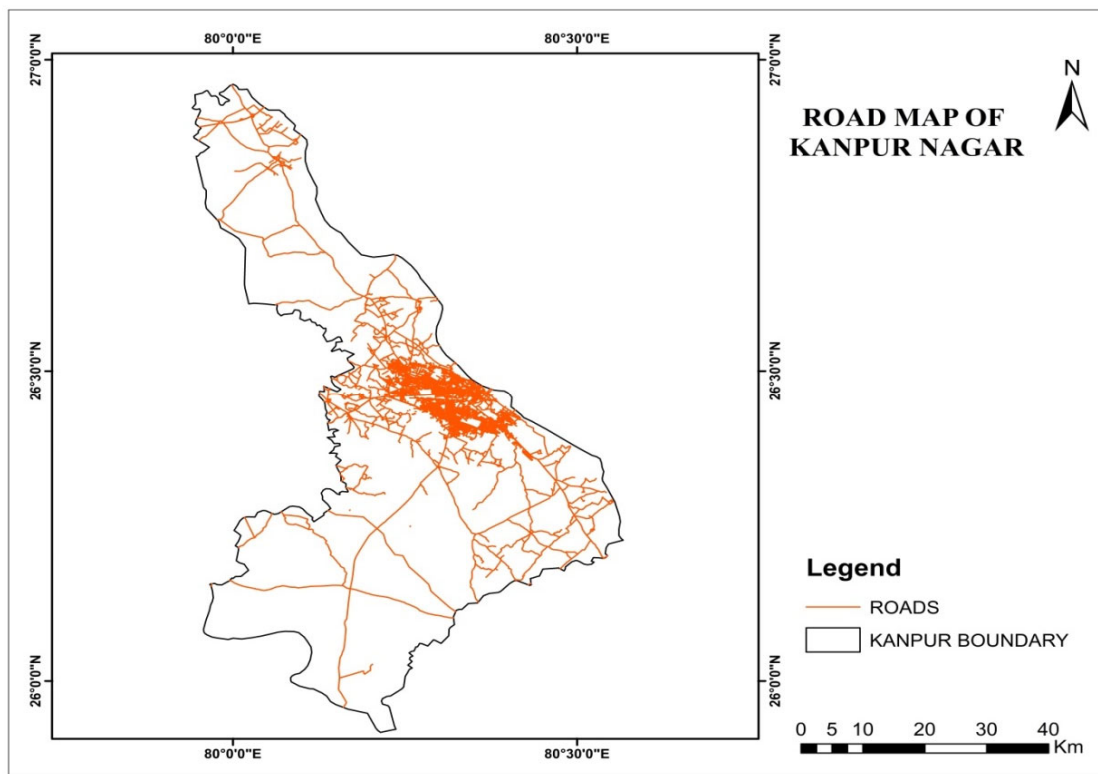 80°0'0"E 80°30'0"E
27°0'0"N 27°0'0"N
N
ROAD MAP OF
KANPUR NAGAR
26°30'0"N 26°30'0"N
Legend
ROADS
KANPUR BOUNDARY
26°0'0"N 26°0'0"N
0 5 10 20 30 40
Km
80°0'0"E 80°30'0"E